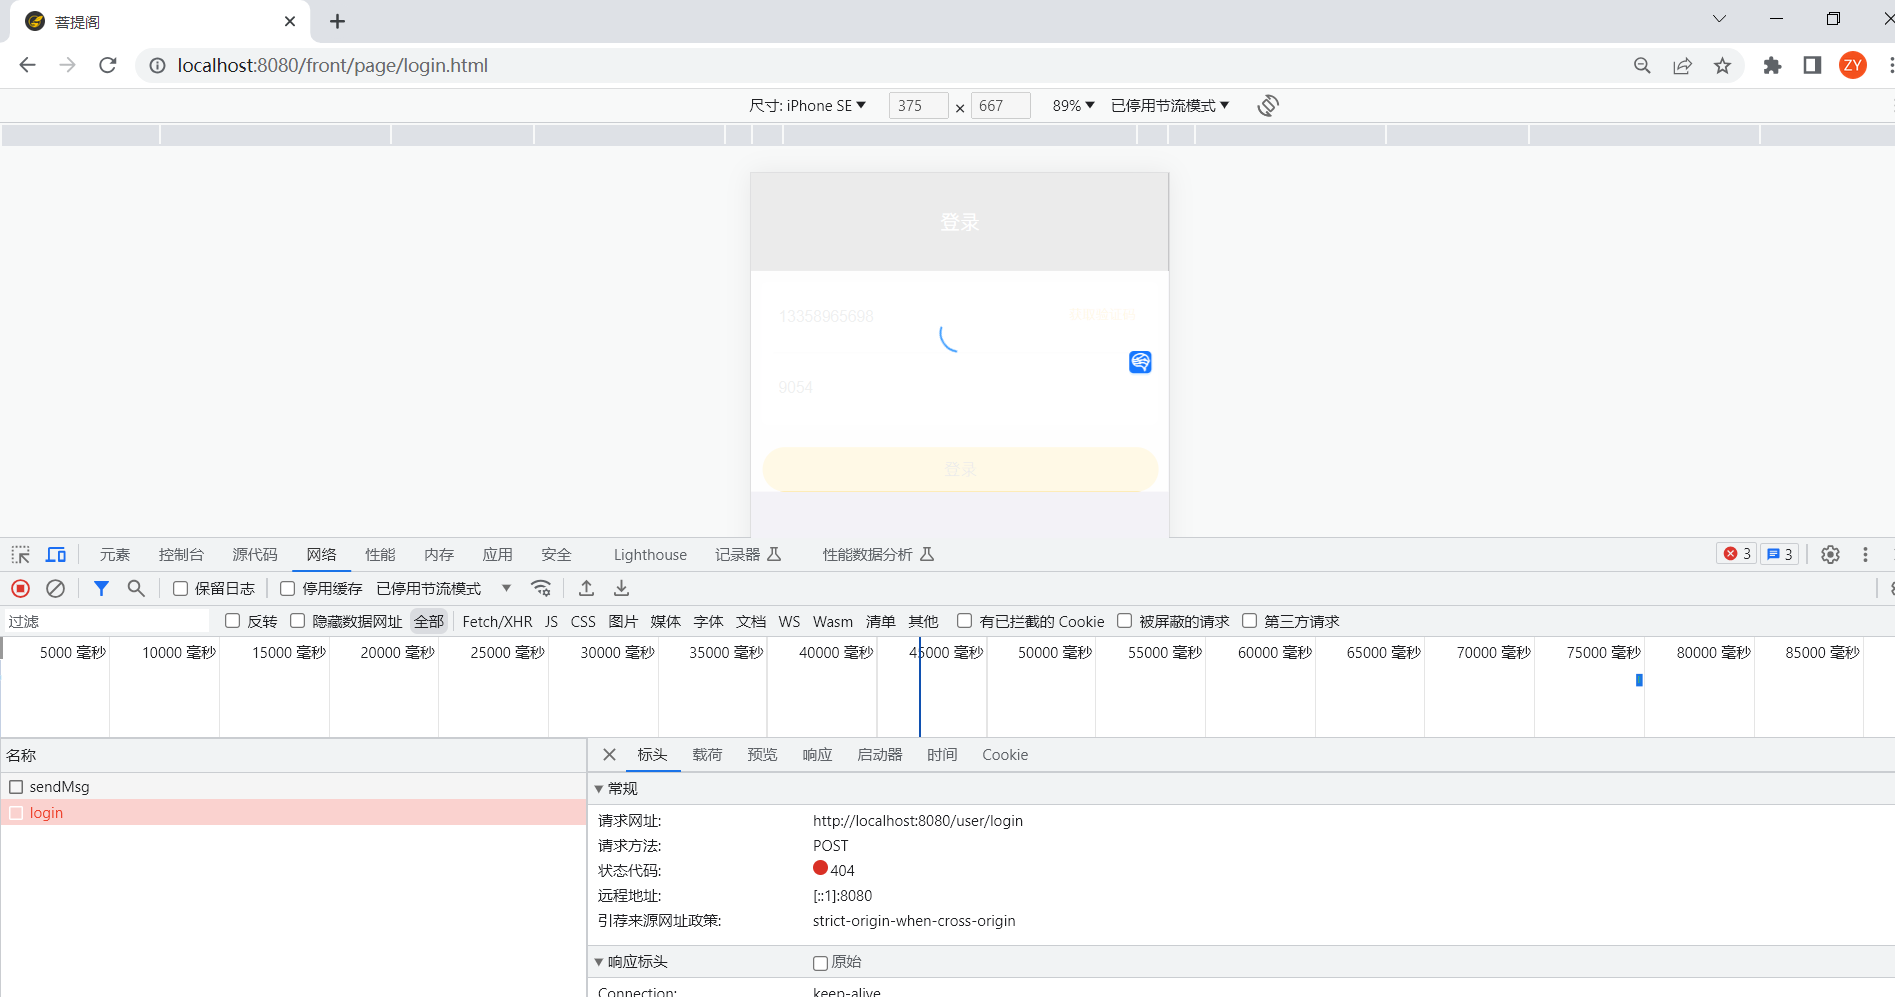 菩提阁
localhost:8080/front/page/login.html
ZY
尺寸: iPhone SE
375
×
667
89%
已停用节流模式
登录
13358965698
获取验证码
9054
登录
元素
控制台
源代码
网络
性能
内存
应用
安全
Lighthouse
记录器
性能数据分析
3
3
保留日志
停用缓存
已停用节流模式
过滤
反转
隐藏数据网址
全部
Fetch/XHR
JS
CSS
图片
媒体
字体
文档
WS
Wasm
清单
其他
有已拦截的 Cookie
被屏蔽的请求
第三方请求
5000 毫秒
10000 毫秒
15000 毫秒
20000 毫秒
25000 毫秒
30000 毫秒
35000 毫秒
40000 毫秒
45000 毫秒
50000 毫秒
55000 毫秒
60000 毫秒
65000 毫秒
70000 毫秒
75000 毫秒
80000 毫秒
85000 毫秒
名称
sendMsg
login
标头
载荷
预览
响应
启动器
时间
Cookie
常规
请求网址:
http://localhost:8080/user/login
请求方法:
POST
状态代码:
404
远程地址:
[::1]:8080
引荐来源网址政策:
strict-origin-when-cross-origin
响应标头
原始
Connection:
keep-alive